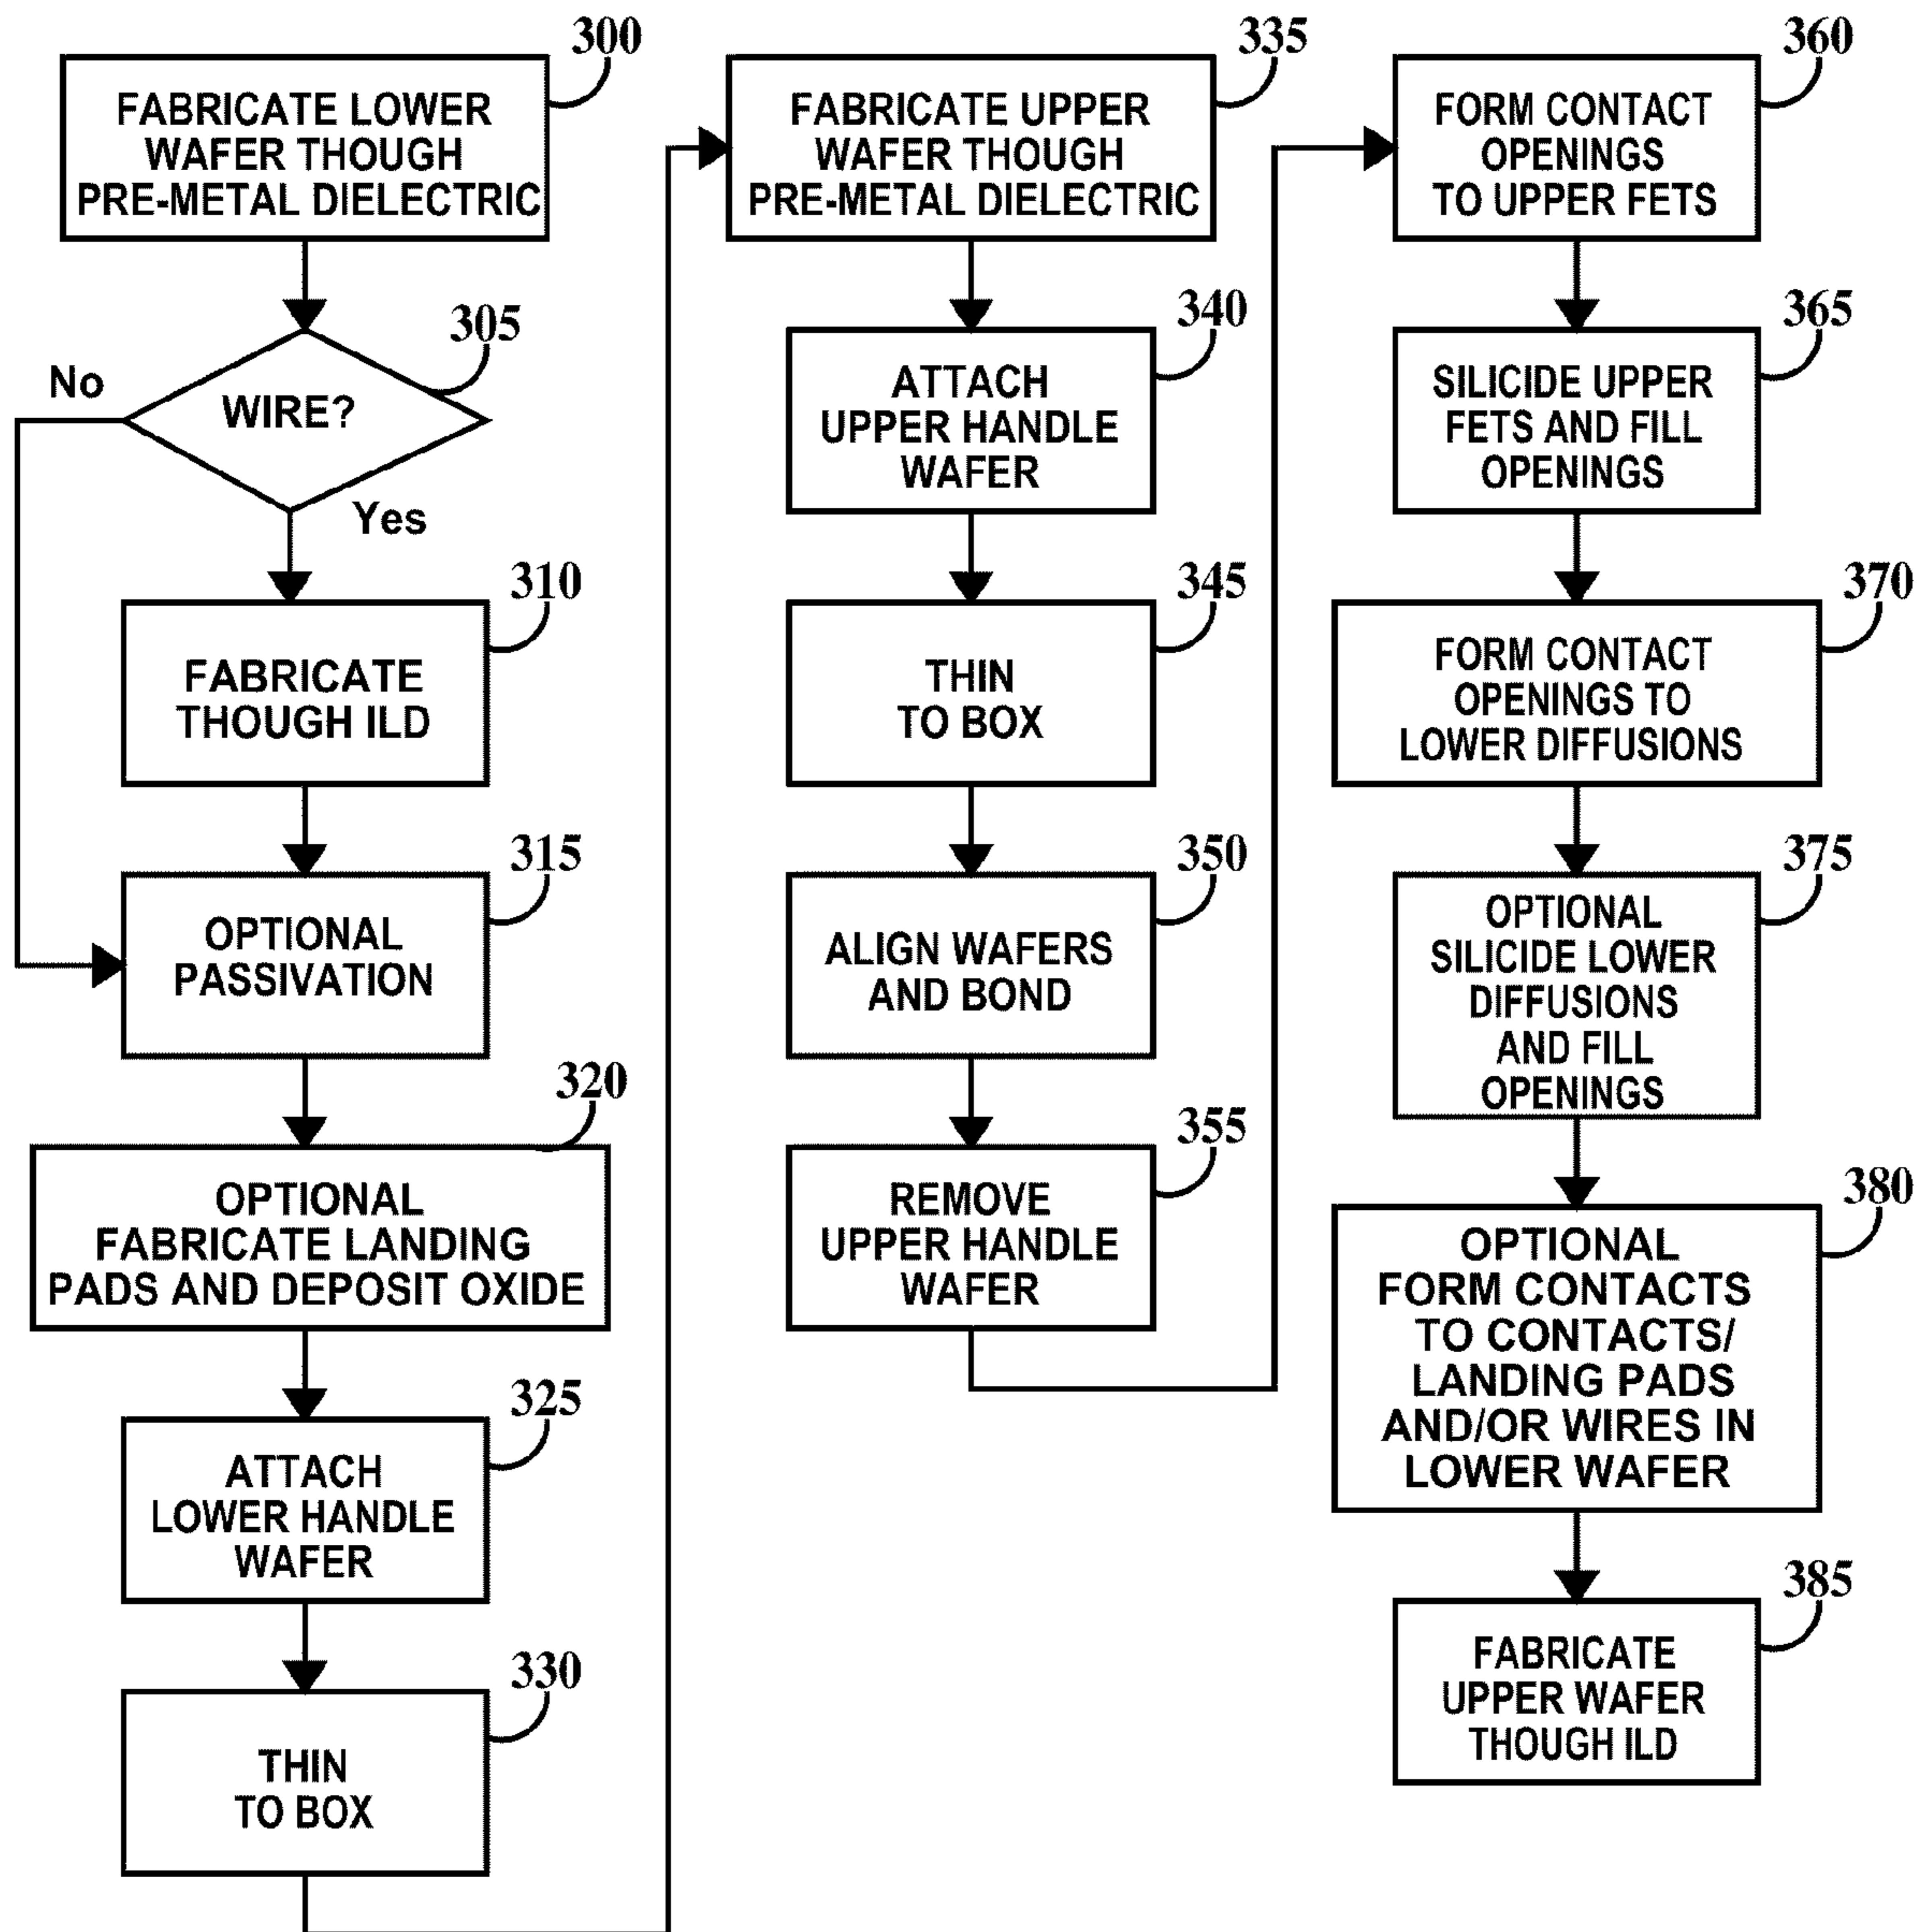 300
FABRICATE LOWER
WAFER THOUGH
PRE-METAL DIELECTRIC
305
No
WIRE?
Yes
310
FABRICATE
THOUGH ILD
315
OPTIONAL
PASSIVATION
320
OPTIONAL
FABRICATE LANDING
PADS AND DEPOSIT OXIDE
325
ATTACH
LOWER HANDLE
WAFER
330
THIN
TO BOX
335
FABRICATE UPPER
WAFER THOUGH
PRE-METAL DIELECTRIC
340
ATTACH
UPPER HANDLE
WAFER
345
THIN
TO BOX
350
ALIGN WAFERS
AND BOND
355
REMOVE
UPPER HANDLE
WAFER
360
FORM CONTACT
OPENINGS
TO UPPER FETS
365
SILICIDE UPPER
FETS AND FILL
OPENINGS
370
FORM CONTACT
OPENINGS TO
LOWER DIFFUSIONS
375
OPTIONAL
SILICIDE LOWER
DIFFUSIONS
AND FILL
OPENINGS
380
OPTIONAL
FORM CONTACTS
TO CONTACTS/
LANDING PADS
AND/OR WIRES IN
LOWER WAFER
385
FABRICATE
UPPER WAFER
THOUGH ILD